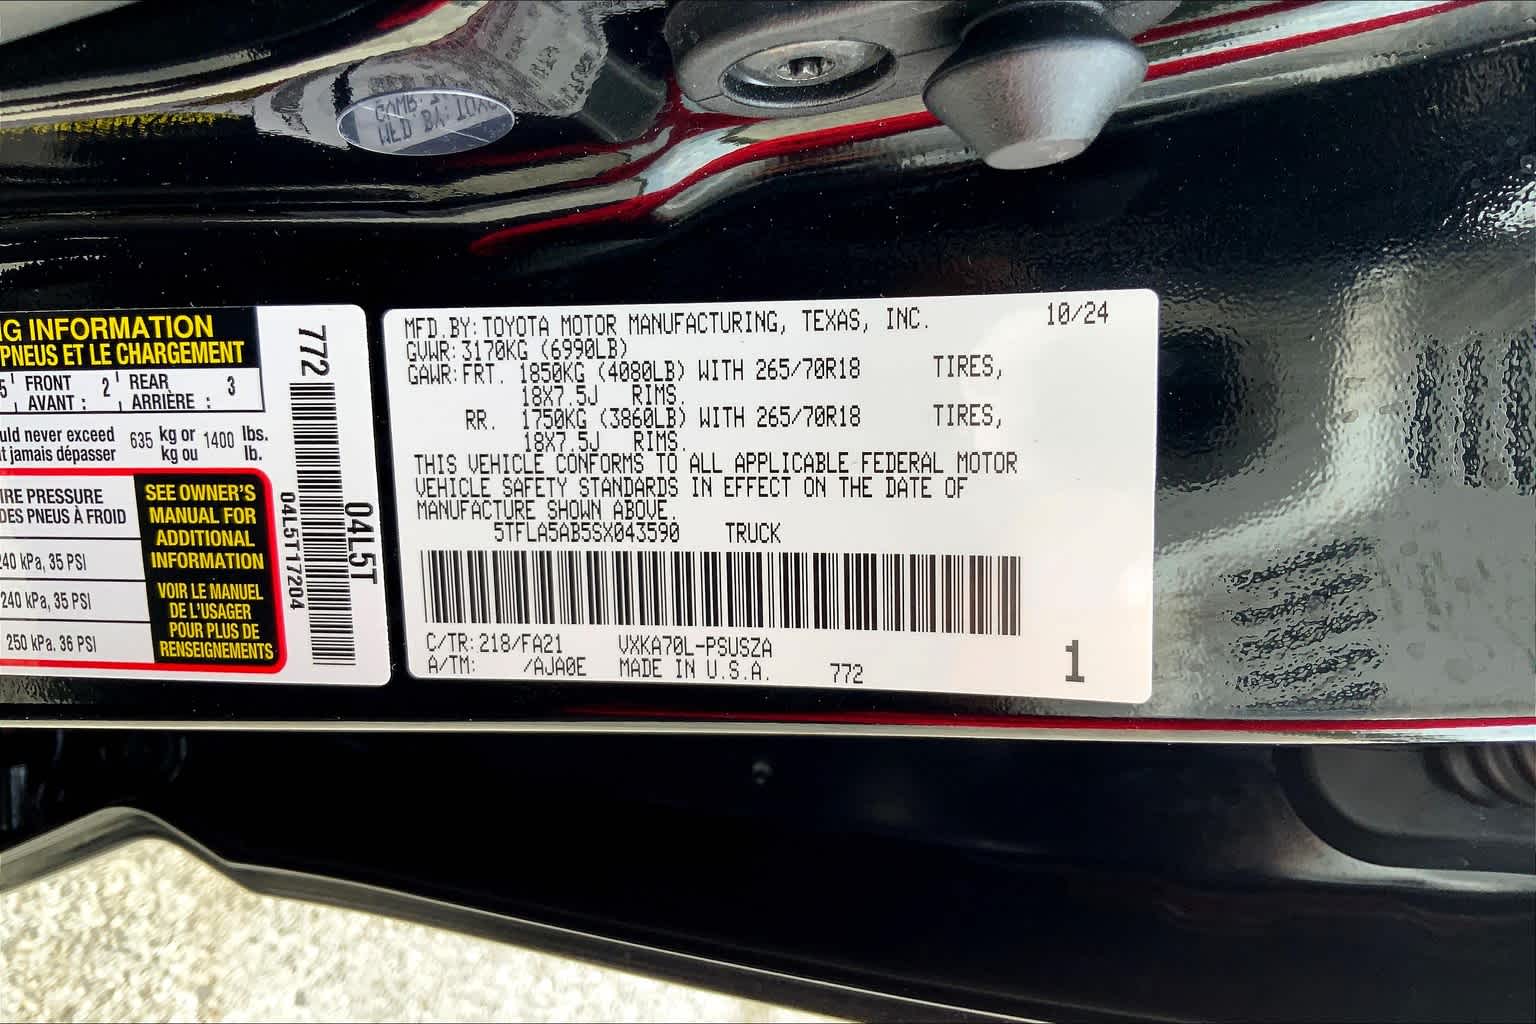 NG INFORMATION
PNEUS ET LE CHARGEMENT
5 FRONT 2 REAR 3
AVANT : ARRIÈRE :
uld never exceed 635 kg or 1400 lbs.
t jamais dépasser kg ou lb.
IRE PRESSURE
DES PNEUS À FROID
240 kPa, 35 PSI
240 kPa, 35 PSI
250 kPa, 36 PSI
SEE OWNER'S
MANUAL FOR
ADDITIONAL
INFORMATION
VOIR LE MANUEL
DE L'USAGER
POUR PLUS DE
RENSEIGNEMENTS
772
04L5T
04L5T17204
MFD.BY:TOYOTA MOTOR MANUFACTURING, TEXAS, INC. 10/24
GVWR:3170KG (6990LB)
GAWR:FRT. 1850KG (4080LB) WITH 265/70R18 TIRES,
18X7.5J RIMS.
RR. 1750KG (3860LB) WITH 265/70R18 TIRES,
18X7.5J RIMS.
THIS VEHICLE CONFORMS TO ALL APPLICABLE FEDERAL MOTOR
VEHICLE SAFETY STANDARDS IN EFFECT ON THE DATE OF
MANUFACTURE SHOWN ABOVE.
5TFLA5AB5SX043590 TRUCK
C/TR:218/FA21 VXKA70L-PSUSZA
A/TM: /AJA0E MADE IN U.S.A. 772
1